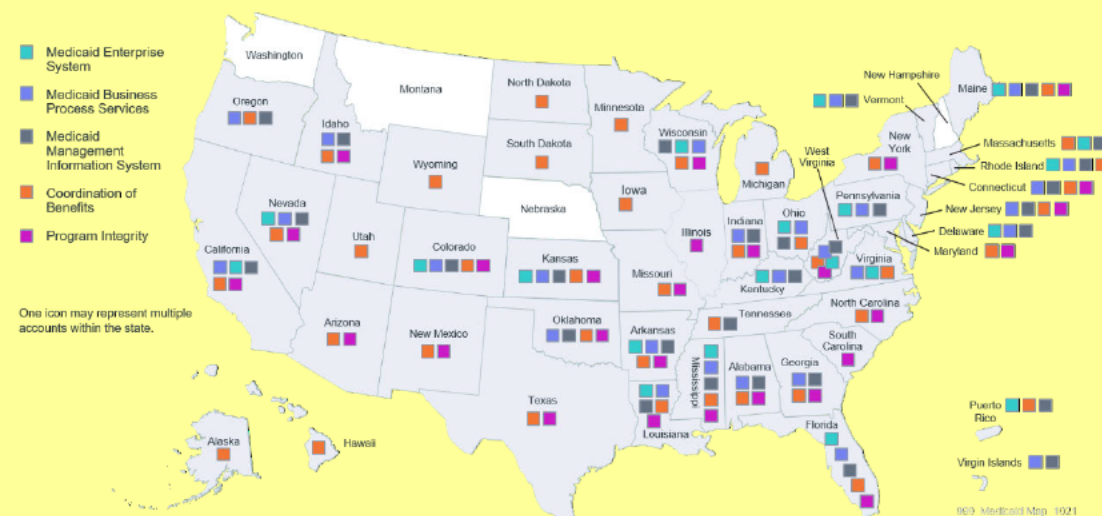 Medicaid Enterprise
System
Medicaid Business
Process Services
Medicaid
Management
Information System
Coordination of
Benefits
Program Integrity
One icon may represent multiple
accounts within the state.
Washington
Montana
North Dakota
Minnesota
New Hampshire
Maine
Vermont
Oregon
Idaho
Wisconsin
West
Virginia
New
York
Massachusetts
South Dakota
Wyoming
Michigan
Rhode Island
Connecticut
Nebraska
Iowa
Pennsylvania
New Jersey
Nevada
Utah
Colorado
Illinois
Indiana
Ohio
Delaware
Maryland
California
Kansas
Missouri
Kentucky
Virginia
Arizona
New Mexico
Oklahoma
Arkansas
Tennessee
North Carolina
South
Carolina
Mississippi
Alabama
Georgia
Texas
Louisiana
Florida
Puerto
Rico
Alaska
Hawaii
Virgin Islands
969 Medicaid Map 1021